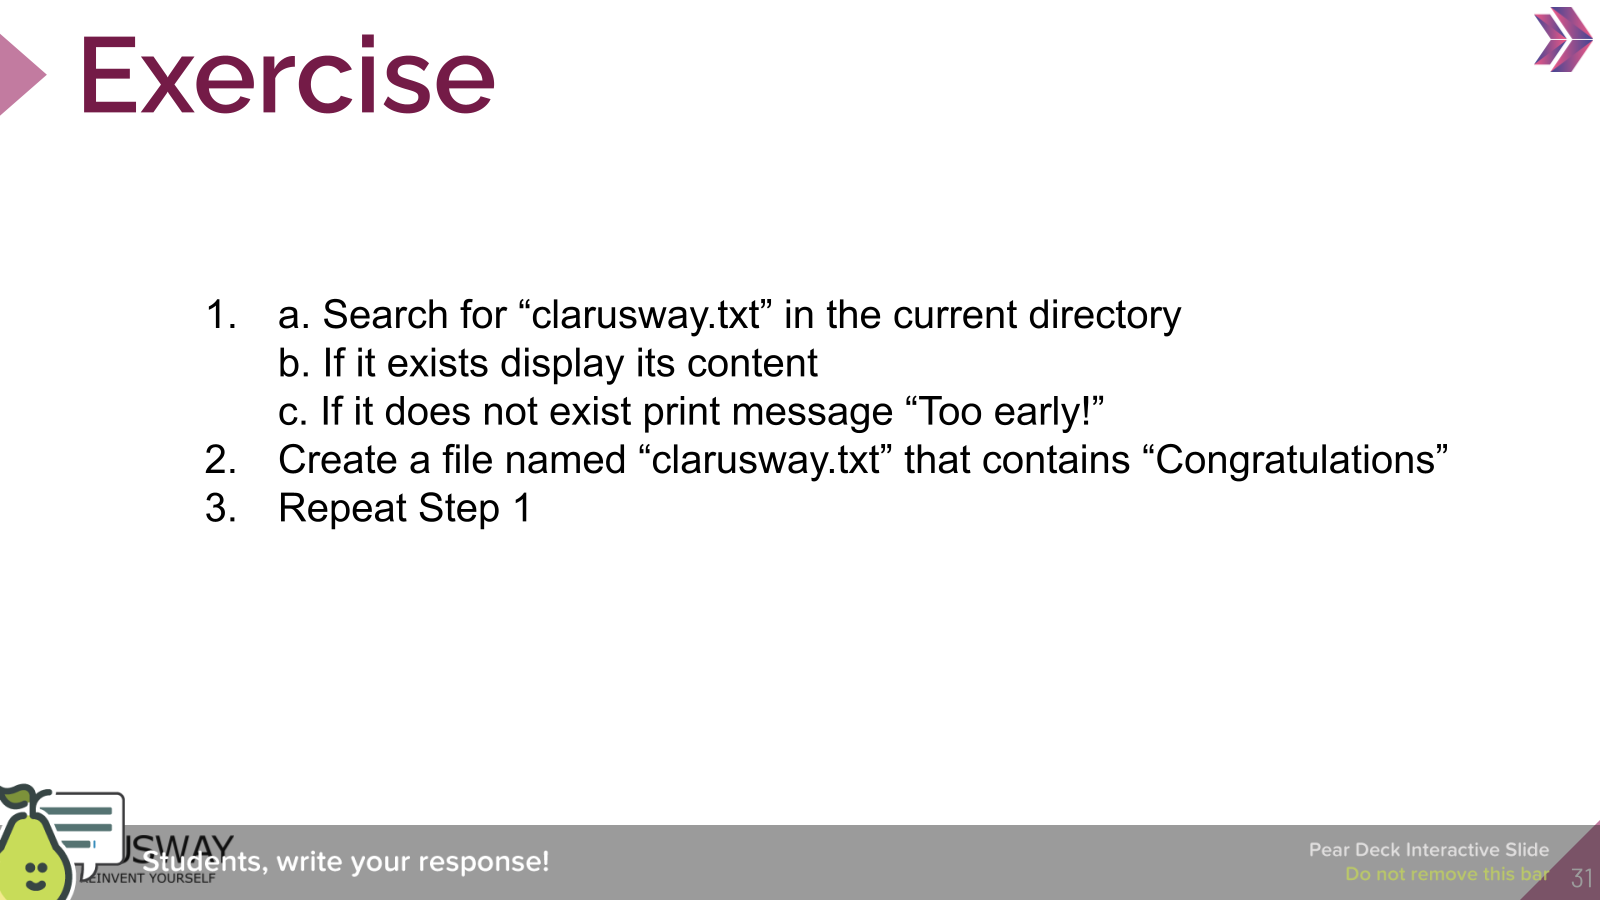 Exercise
1. a. Search for “clarusway.txt” in the current directory
b. If it exists display its content
c. If it does not exist print message “Too early!”
2. Create a file named “clarusway.txt” that contains “Congratulations”
3. Repeat Step 1
USWAY
EINVENT YOURSELF
Students, write your response!
Pear Deck Interactive Slide
Do not remove this bar
31